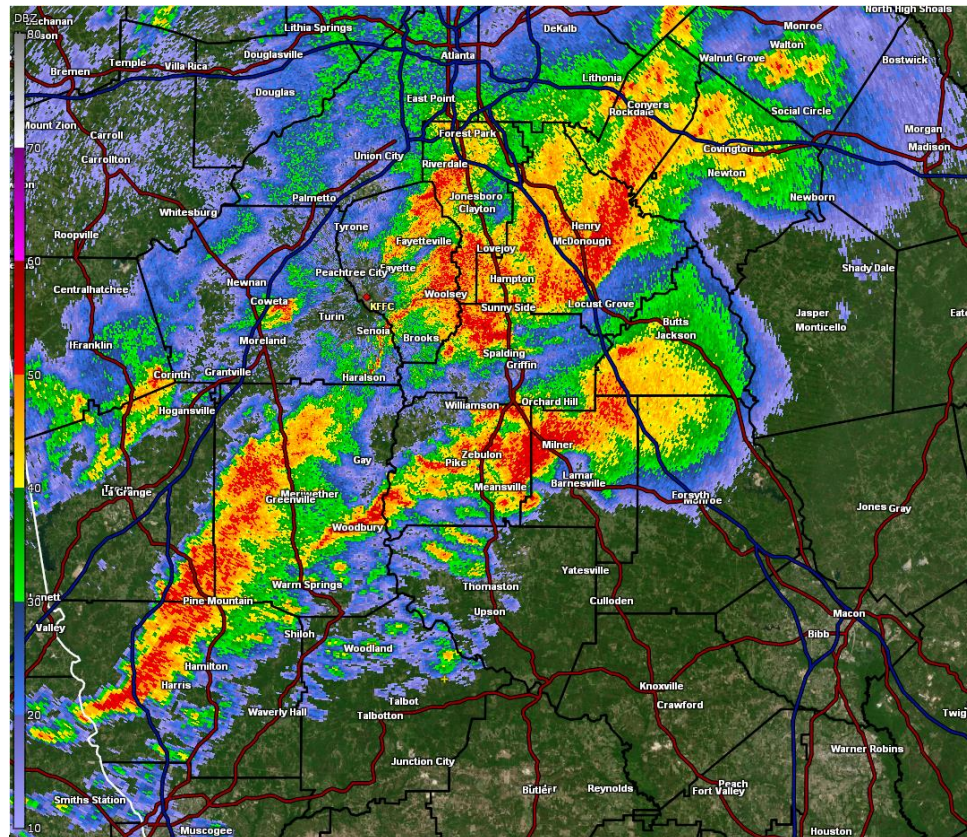 DBZ
80
70
60
50
40
30
20
10
North High Shoals
Lithia Springs
DeKalb
Monroe
Walton
Walnut Grove
Bostwick
Douglasville
Atlanta
Temple
Villa Rica
Bremen
Lithonia
Douglas
East Point
Conyers
Rockdale
Social Circle
Mount Zion
Carroll
Forest Park
Morgan
Madison
Covington
Carrollton
Union City
Riverdale
Newton
Palmetto
Jonesboro
Clayton
Newborn
Whitesburg
Tyrone
Henry
McDonough
Roopville
Fayetteville
Lovejoy
Fayette
Peachtree City
Shady Dale
Hampton
Newnan
Centralhatchee
Woolsey
Coweta
KFFC
Sunny Side
Locust Grove
Turin
Jasper
Monticello
Butts
Jackson
Senoia
Brooks
Moreland
Franklin
Spalding
Griffin
Corinth
Grantville
Haralson
Hogansville
Williamson
Orchard Hill
Milner
Gay
Zebulon
Pike
Lamar
Barnesville
Meansville
Troup
La Grange
Meriwether
Greenville
Forsyth
Monroe
Jones
Gray
Woodbury
Yatesville
Warm Springs
Thomaston
Pine Mountain
Culloden
Upson
Macon
Valley
Shiloh
Bibb
Woodland
Hamilton
Harris
Knoxville
Talbot
Crawford
Waverly Hall
Talbotton
Warner Robins
Junction City
Peach
Fort Valley
Butler
Reynolds
Smiths Station
Muscogee
Houston